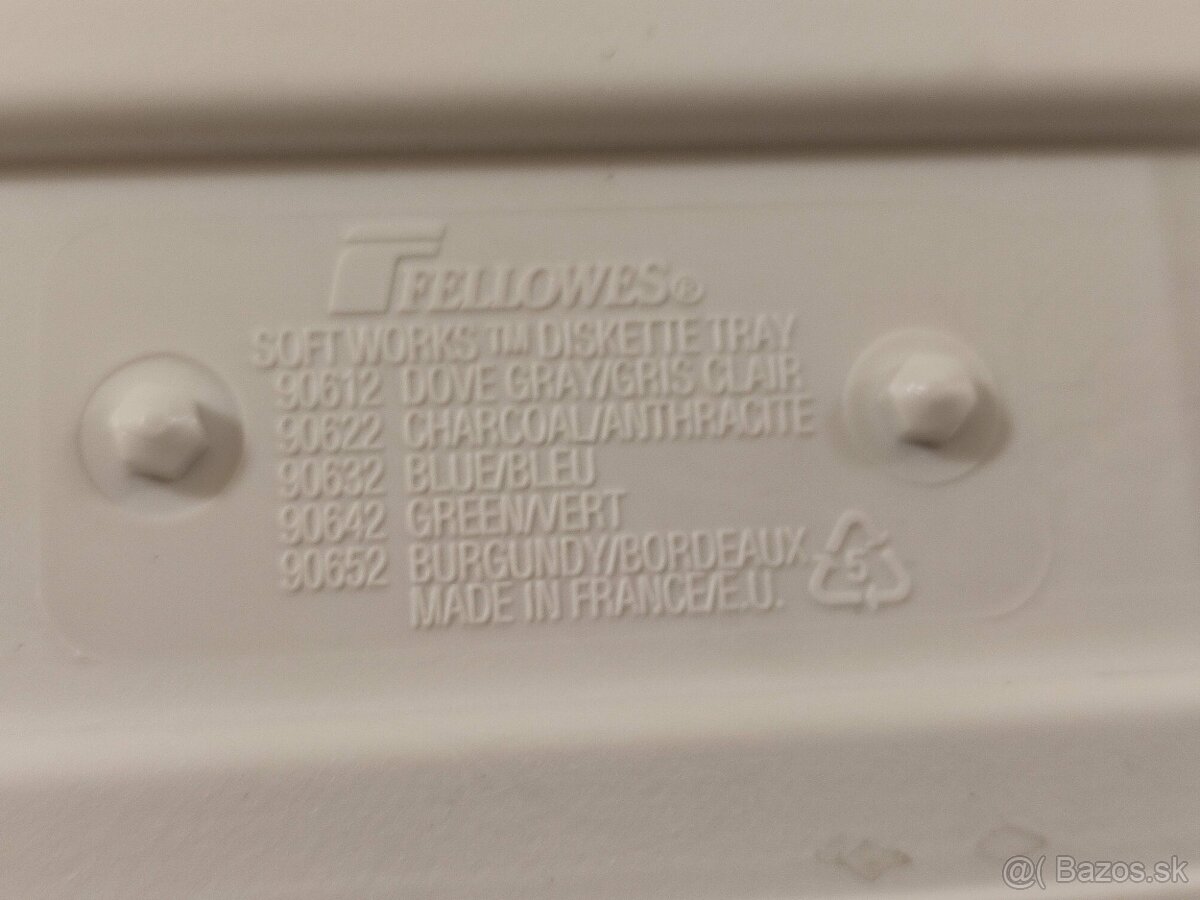 FELLOWES®
SOFT WORKS™ DISKETTE TRAY
90612 DOVE GRAY/GRIS CLAIR
90622 CHARCOAL/ANTHRACITE
90632 BLUE/BLEU
90642 GREEN/VERT
90652 BURGUNDY/BORDEAUX
MADE IN FRANCE/E.U.
5
@( Bazos.sk